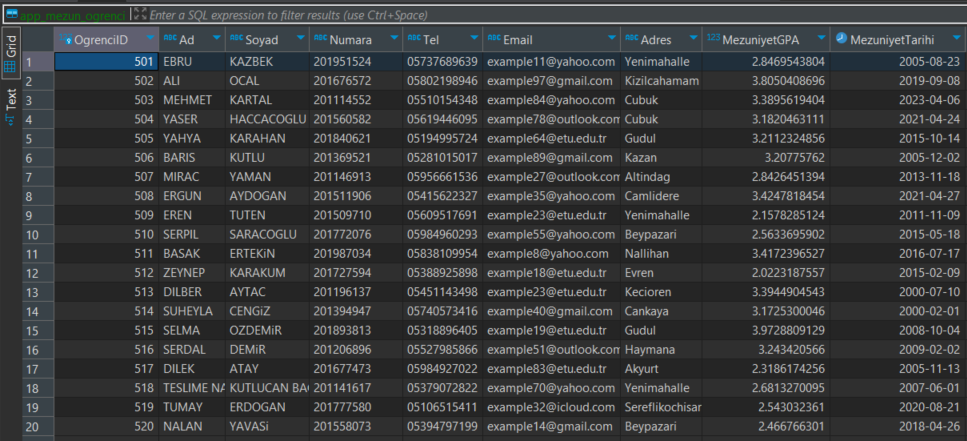 app_mezun_ogrenci Enter a SQL expression to filter results (use Ctrl+Space)
Grid
Text
OgrenciID Ad Soyad Numara Tel Email Adres MezuniyetGPA MezuniyetTarihi
1 501 EBRU KAZBEK 201951524 05737689639 example11@yahoo.com Yenimahalle 2.8469543804 2005-08-23
2 502 ALI OCAL 201676572 05802198946 example97@gmail.com Kizilcahamam 3.8050408696 2019-09-08
3 503 MEHMET KARTAL 201114552 05510154348 example84@yahoo.com Cubuk 3.3895619404 2023-04-06
4 504 YASER HACCACOGLU 201560582 05619446095 example78@outlook.com Cubuk 3.1820463111 2021-04-24
5 505 YAHYA KARAHAN 201840621 05194995724 example64@etu.edu.tr Gudul 3.2112324856 2015-10-14
6 506 BARIS KUTLU 201369521 05281015017 example89@gmail.com Kazan 3.20775762 2005-12-02
7 507 MIRAC YAMAN 201146913 05956661536 example27@outlook.com Altindag 2.8426451394 2013-11-18
8 508 ERGUN AYDOGAN 201511906 05415622327 example35@yahoo.com Camlidere 3.4247818454 2021-04-27
9 509 EREN TUTEN 201509710 05609517691 example23@etu.edu.tr Yenimahalle 2.1578285124 2011-11-09
10 510 SERPIL SARACOGLU 201772076 05984960293 example55@yahoo.com Beypazari 2.5633695902 2015-05-18
11 511 BASAK ERTEKiN 201987034 05838109954 example8@yahoo.com Nallihan 3.4172396527 2016-07-17
12 512 ZEYNEP KARAKUM 201727594 05388925898 example18@etu.edu.tr Evren 2.0223187557 2015-02-09
13 513 DILBER AYTAC 201196137 05451143498 example23@etu.edu.tr Kecioren 3.3944904543 2000-07-10
14 514 SUHEYLA CENGiZ 201394947 05740573416 example40@gmail.com Cankaya 3.1725300046 2000-02-01
15 515 SELMA OZDEMiR 201893813 05318896405 example19@etu.edu.tr Gudul 3.9728809129 2008-10-04
16 516 SERDAL DEMiR 201206896 05527985866 example51@outlook.com Haymana 3.243420566 2009-02-02
17 517 DILEK ATAY 201677473 05984927022 example83@etu.edu.tr Akyurt 2.3186174256 2005-11-13
18 518 TESLIME NA KUTLUCAN BA 201141617 05379072822 example70@yahoo.com Yenimahalle 2.6813270095 2007-06-01
19 519 TUMAY ERDOGAN 201777580 05106515411 example32@icloud.com Sereflikochisar 2.543032361 2020-08-21
20 520 NALAN YAVASi 201558073 05394797199 example14@gmail.com Beypazari 2.466766301 2018-04-26